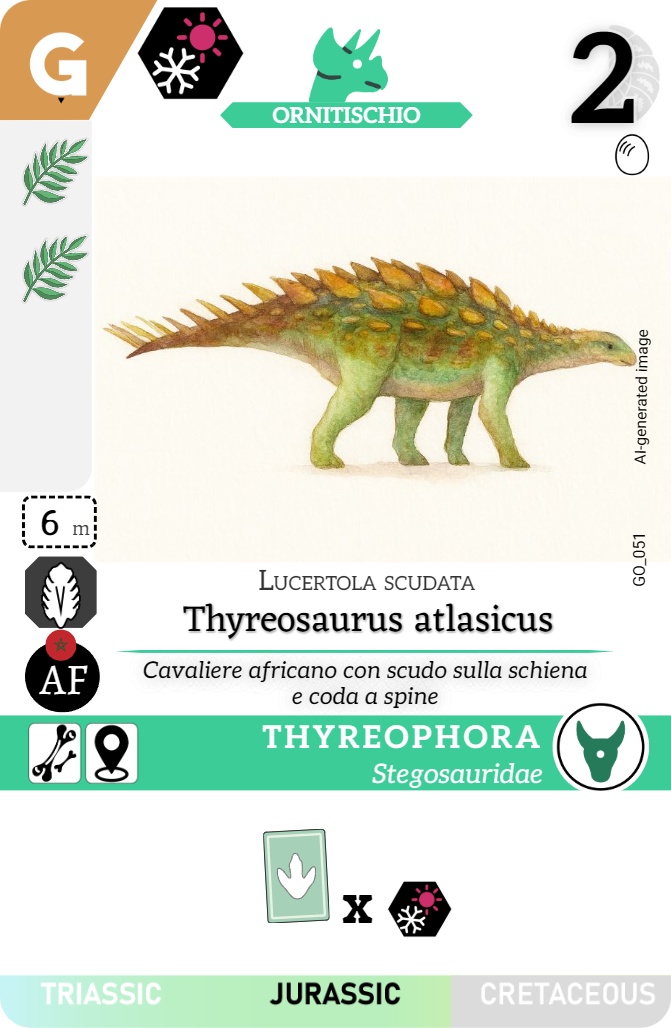 G
ORNITISCHIO
2
AI-generated image
6 m
GO_051
LUCERTOLA SCUDATA
Thyreosaurus atlasicus
AF
Cavaliere africano con scudo sulla schiena
e coda a spine
THYREOPHORA
Stegosauridae
x
TRIASSIC JURASSIC CRETACEOUS